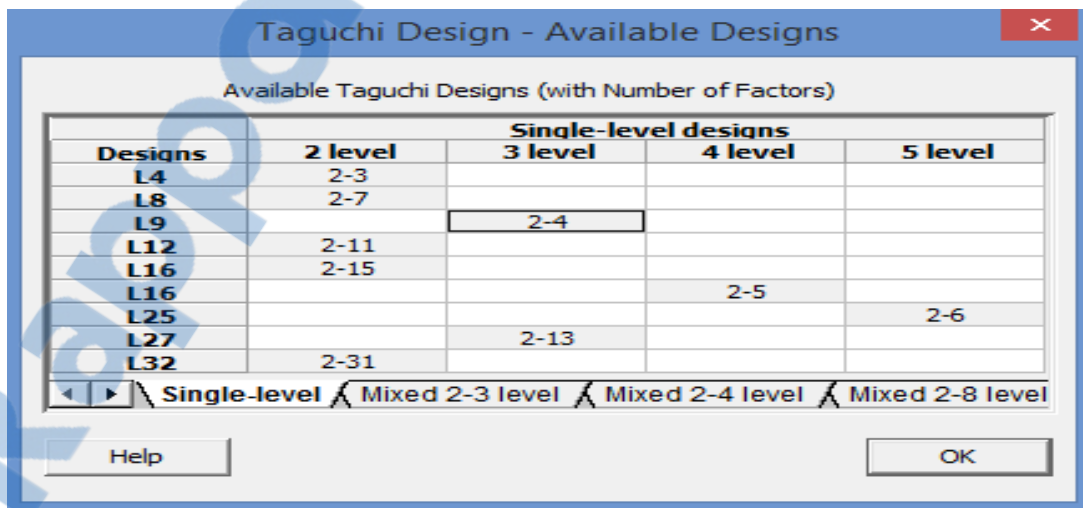 Taguchi Design - Available Designs
Available Taguchi Designs (with Number of Factors)
Single-level designs
Designs 2 level 3 level 4 level 5 level
L4 2-3
L8 2-7
L9 2-4
L12 2-11
L16 2-15
L16 2-5
L25 2-6
L27 2-13
L32 2-31
Single-level Mixed 2-3 level Mixed 2-4 level Mixed 2-8 level
Help OK